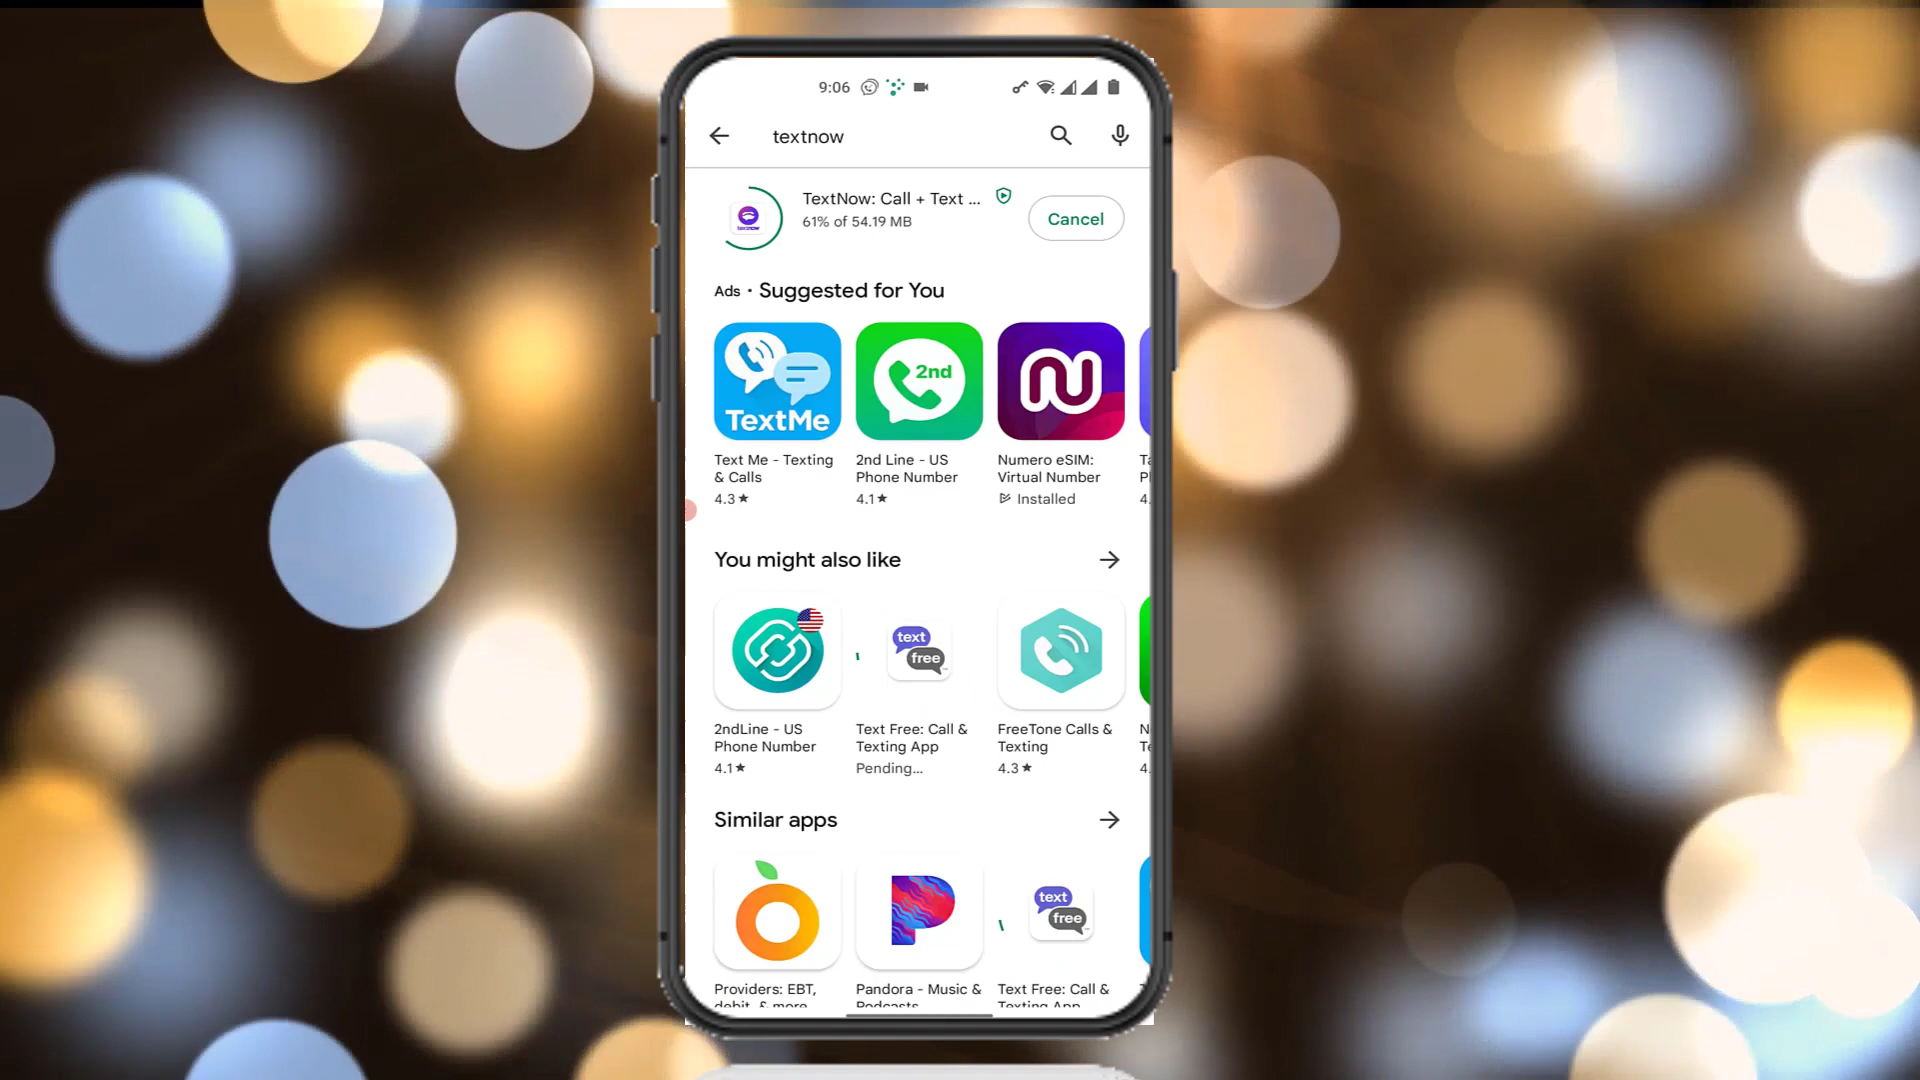 9:06
textnow
TextNow: Call + Text ...
61% of 54.19 MB
Cancel
textnow
Ads • Suggested for You
TextMe
2nd
Text Me - Texting
& Calls
4.3★
2nd Line - US
Phone Number
4.1★
Numero eSIM:
Virtual Number
Installed
4.
You might also like
text
free
2ndLine - US
Phone Number
4.1★
Text Free: Call &
Texting App
Pending...
FreeTone Calls &
Texting
4.3★
4.
Similar apps
text
free
Providers: EBT,
debit, & more
Pandora - Music &
Podcasts
Text Free: Call &
Texting App